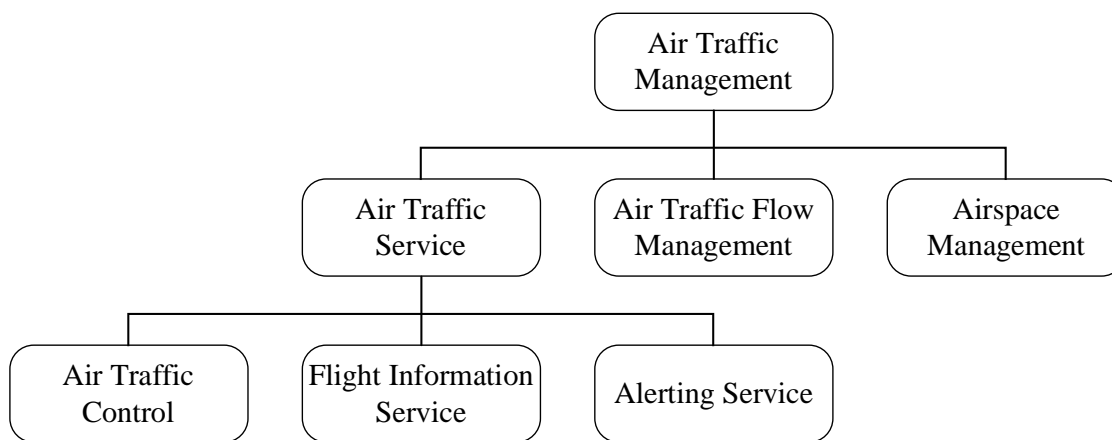 Air Traffic
Management
Air Traffic
Service
Air Traffic Flow
Management
Airspace
Management
Air Traffic
Control
Flight Information
Service
Alerting Service